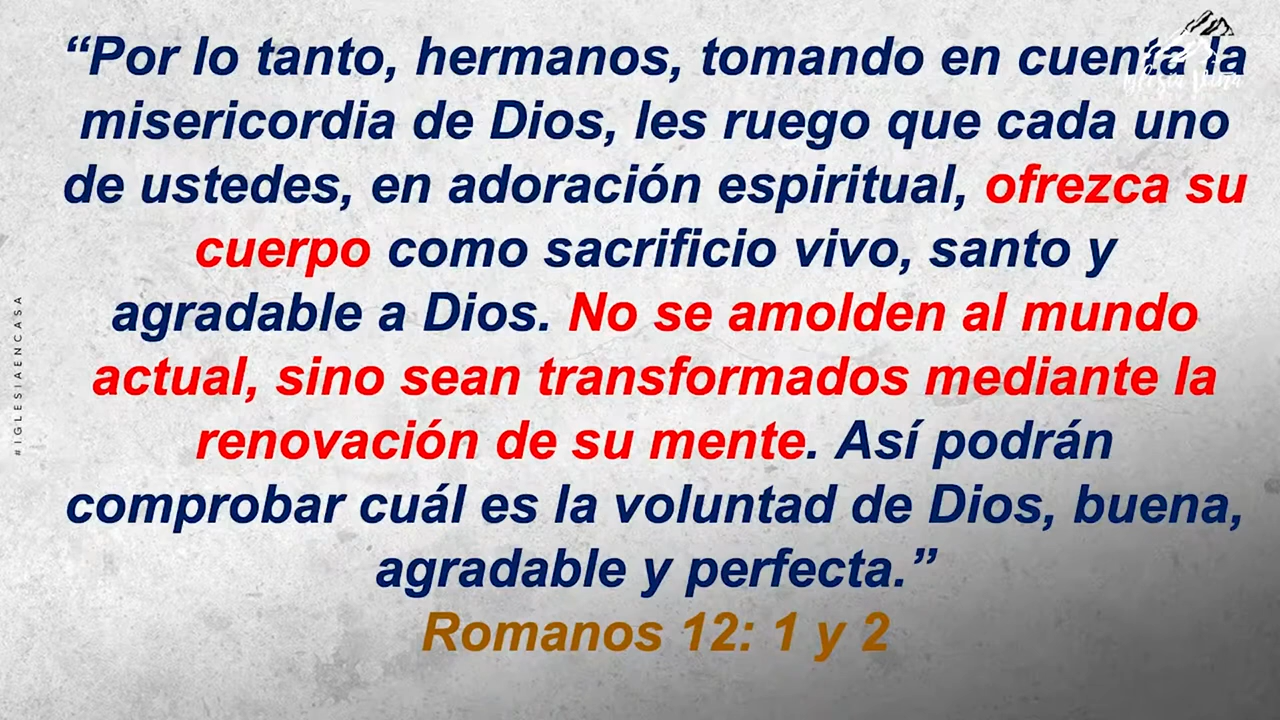 “Por lo tanto, hermanos, tomando en cuenta la
misericordia de Dios, les ruego que cada uno
de ustedes, en adoración espiritual, ofrezca su
cuerpo como sacrificio vivo, santo y
agradable a Dios. No se amolden al mundo
actual, sino sean transformados mediante la
renovación de su mente. Así podrán
comprobar cuál es la voluntad de Dios, buena,
agradable y perfecta.”
Romanos 12: 1 y 2
#IGLESIAENCASA